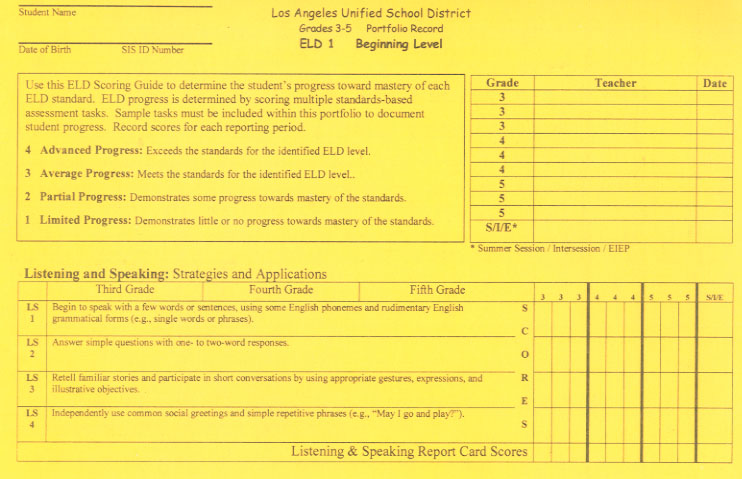 Student Name
Los Angeles Unified School District
Grades 3-5 Portfolio Record
Date of Birth SIS ID Number
ELD 1 Beginning Level
Use this ELD Scoring Guide to determine the student's progress toward mastery of each
ELD standard. ELD progress is determined by scoring multiple standards-based
assessment tasks. Sample tasks must be included within this portfolio to document
student progress. Record scores for each reporting period.
4 Advanced Progress: Exceeds the standards for the identified ELD level.
3 Average Progress: Meets the standards for the identified ELD level..
2 Partial Progress: Demonstrates some progress towards mastery of the standards.
1 Limited Progress: Demonstrates little or no progress towards mastery of the standards.
Grade Teacher Date
3
3
3
4
4
4
5
5
5
S/I/E*
* Summer Session / Intersession / EIEP
Listening and Speaking: Strategies and Applications
Third Grade Fourth Grade Fifth Grade
3 3 3 4 4 4 5 5 5 S/I/E
LS 1 Begin to speak with a few words or sentences, using some English phonemes and rudimentary English
grammatical forms (e.g., single words or phrases).
LS 2 Answer simple questions with one- to two-word responses.
LS 3 Retell familiar stories and participate in short conversations by using appropriate gestures, expressions, and
illustrative objectives.
LS 4 Independently use common social greetings and simple repetitive phrases (e.g., "May I go and play?").
S
C
O
R
E
S
Listening & Speaking Report Card Scores